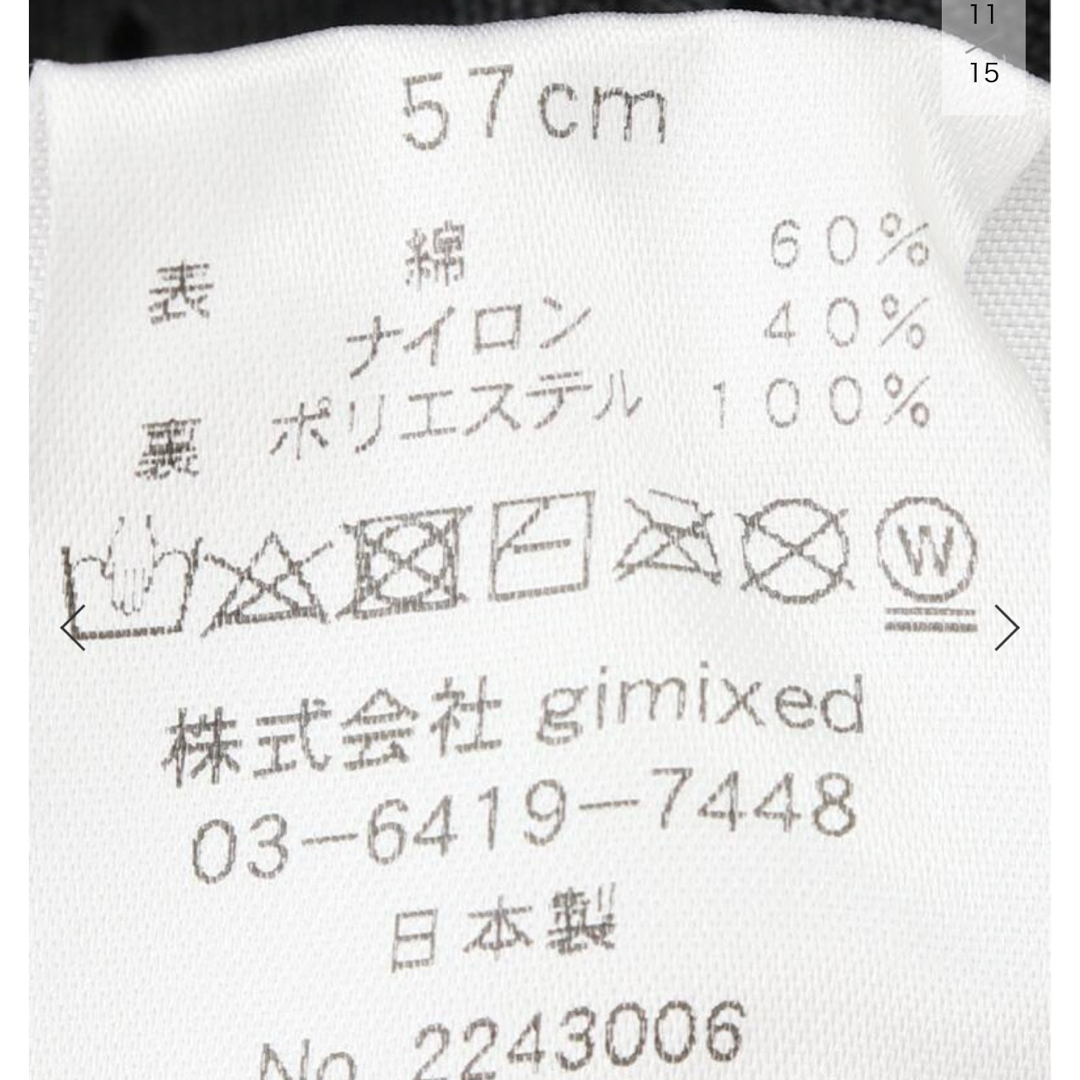 11
15
57cm
表 綿 60%
ナイロン 40%
裏 ポリエステル 100%
W
株式会社 gimixed
03-6419-7448
日本製
No 2243006